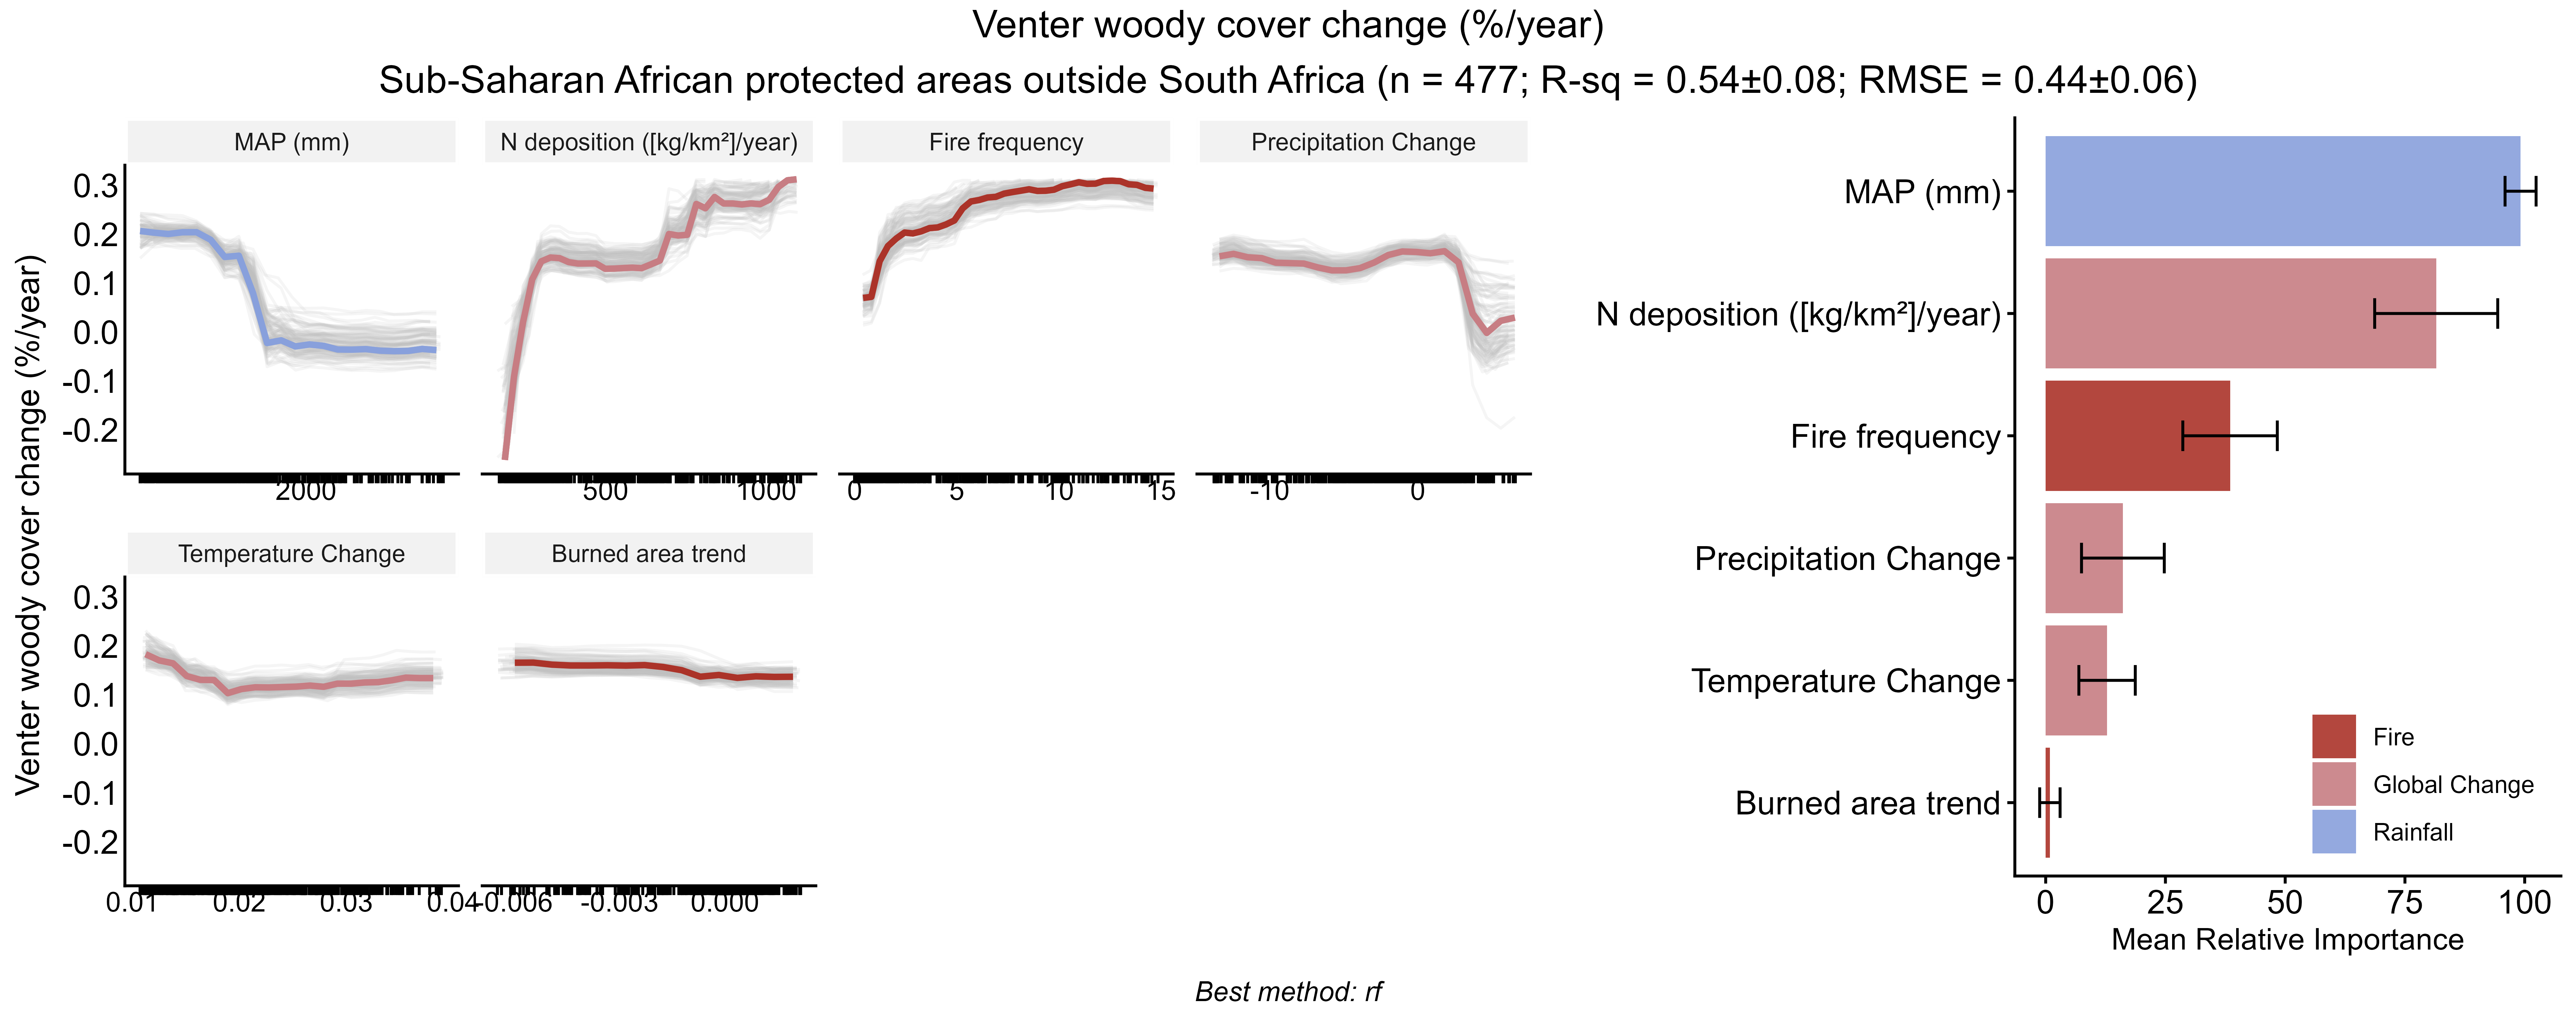 Venter woody cover change (%/year)
Sub-Saharan African protected areas outside South Africa (n = 477; R-sq = 0.54±0.08; RMSE = 0.44±0.06)
MAP (mm)
N deposition ([kg/km²]/year)
Fire frequency
Precipitation Change
Venter woody cover change (%/year)
0.3
0.2
0.1
0.0
-0.1
-0.2
2000
500 1000
0 5 10 15
-10 0
Temperature Change
Burned area trend
0.3
0.2
0.1
0.0
-0.1
-0.2
0.01 0.02 0.03 0.04
-0.006 -0.003 0.000
MAP (mm)
N deposition ([kg/km²]/year)
Fire frequency
Precipitation Change
Temperature Change
Burned area trend
Fire
Global Change
Rainfall
0 25 50 75 100
Mean Relative Importance
Best method: rf